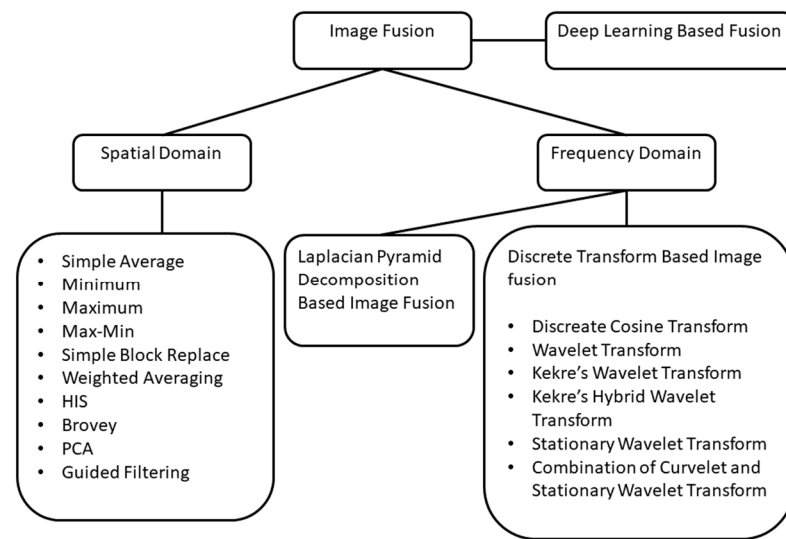 Image Fusion
Deep Learning Based Fusion
Spatial Domain
Frequency Domain
• Simple Average
• Minimum
• Maximum
• Max-Min
• Simple Block Replace
• Weighted Averaging
• HIS
• Brovey
• PCA
• Guided Filtering
Laplacian Pyramid
Decomposition
Based Image Fusion
Discrete Transform Based Image
fusion
• Discreate Cosine Transform
• Wavelet Transform
• Kekre’s Wavelet Transform
• Kekre’s Hybrid Wavelet
Transform
• Stationary Wavelet Transform
• Combination of Curvelet and
Stationary Wavelet Transform